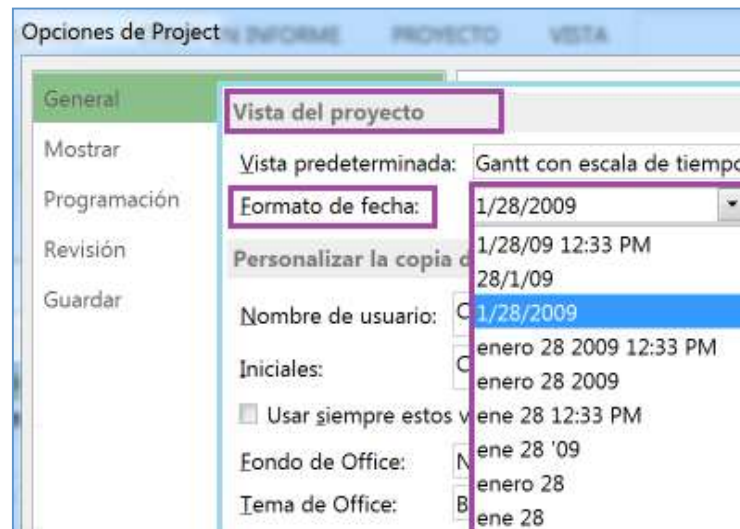 Opciones de Project
N INFORME PROYECTO VISTA
General
Vista del proyecto
Mostrar
Vista predeterminada: Gantt con escala de tiempo
Programación
Formato de fecha: 1/28/2009
Revisión
1/28/09 12:33 PM
28/1/09
Personalizar la copia d
1/28/2009
Guardar
Nombre de usuario:
enero 28 2009 12:33 PM
enero 28 2009
Iniciales:
ene 28 12:33 PM
Usar siempre estos v
ene 28 '09
Fondo de Office: N
enero 28
Tema de Office: B
ene 28